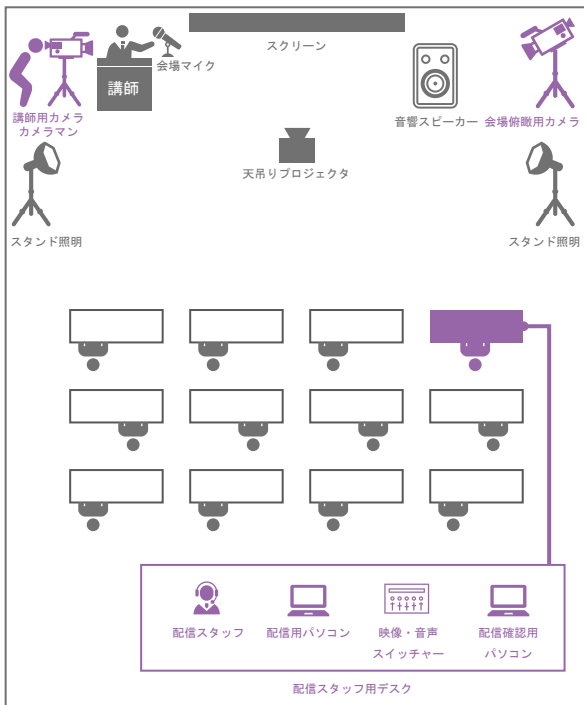 スクリーン
会場マイク
講師
講師用カメラ
カメラマン
音響スピーカー
会場俯瞰用カメラ
天吊りプロジェクタ
スタンド照明
スタンド照明
配信スタッフ
配信用パソコン
映像・音声
スイッチャー
配信確認用
パソコン
配信スタッフ用デスク